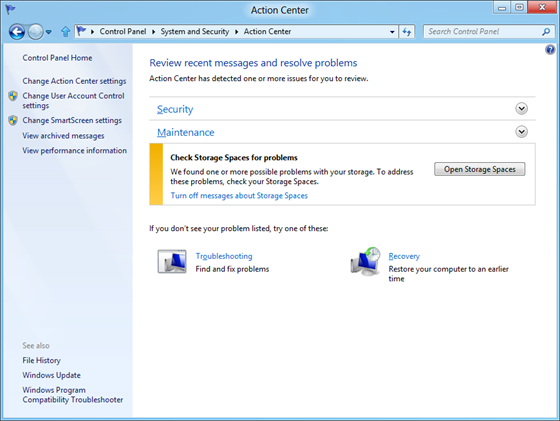 Action Center
Control Panel System and Security Action Center
Search Control Panel
Control Panel Home
Change Action Center settings
Change User Account Control
settings
Change SmartScreen settings
View archived messages
View performance information
See also
File History
Windows Update
Windows Program
Compatibility Troubleshooter
Review recent messages and resolve problems
Action Center has detected one or more issues for you to review.
Security
Maintenance
Check Storage Spaces for problems
We found one or more possible problems with your storage. To address
these problems, check your Storage Spaces.
Open Storage Spaces
Turn off messages about Storage Spaces
If you don't see your problem listed, try one of these:
Troubleshooting
Find and fix problems
Recovery
Restore your computer to an earlier
time